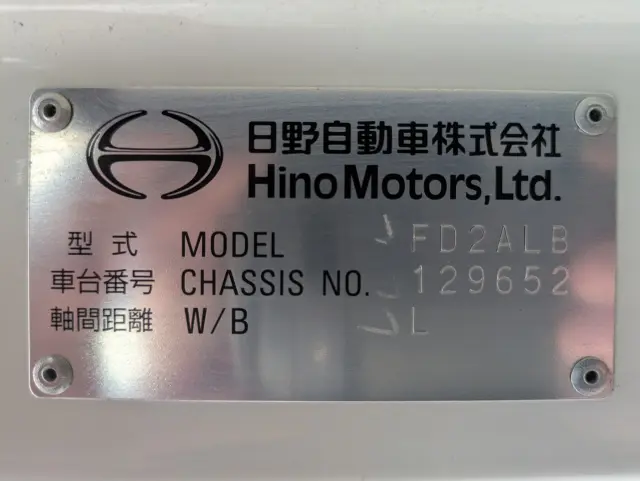 日野自動車株式会社
Hino Motors, Ltd.
型式 MODEL FD2ALB
車台番号 CHASSIS NO. 129652
軸間距離 W/B L